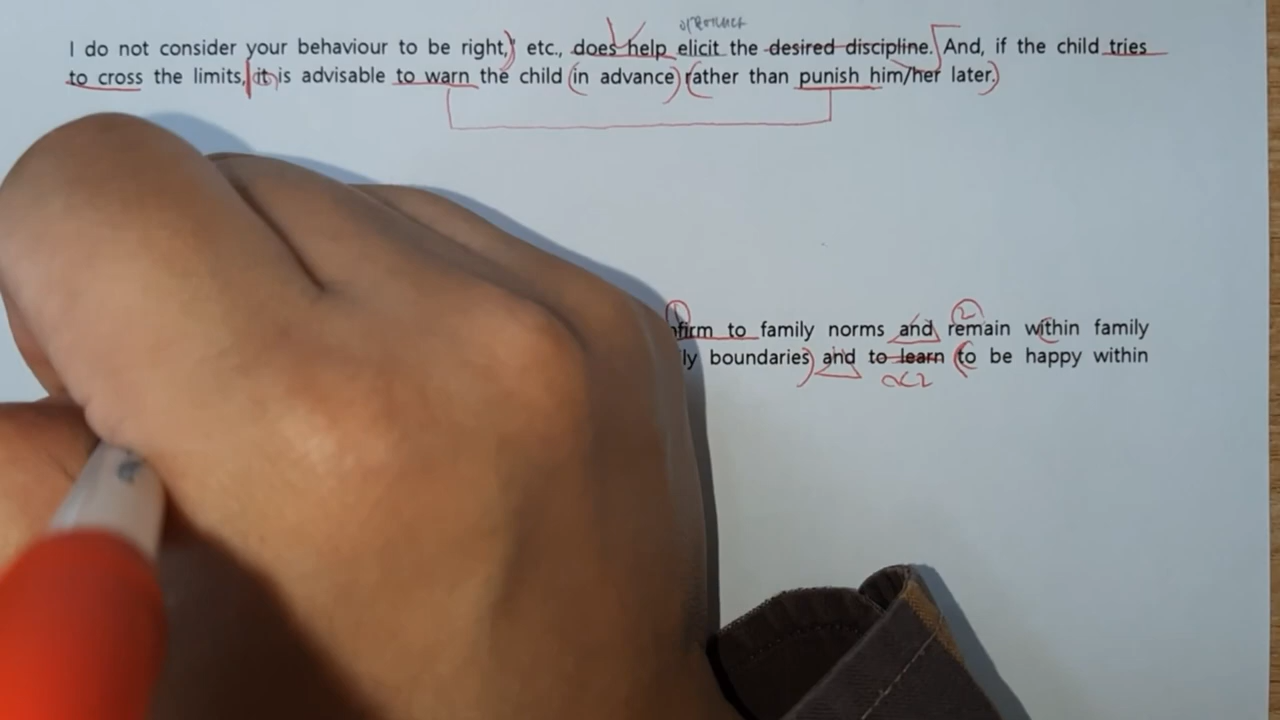 I do not consider your behaviour to be right," etc., does help elicit the desired discipline. And, if the child tries
to cross the limits, it is advisable to warn the child in advance rather than punish him/her later.
① ②
to family norms and remain within family
boundaries and to learn to be happy within